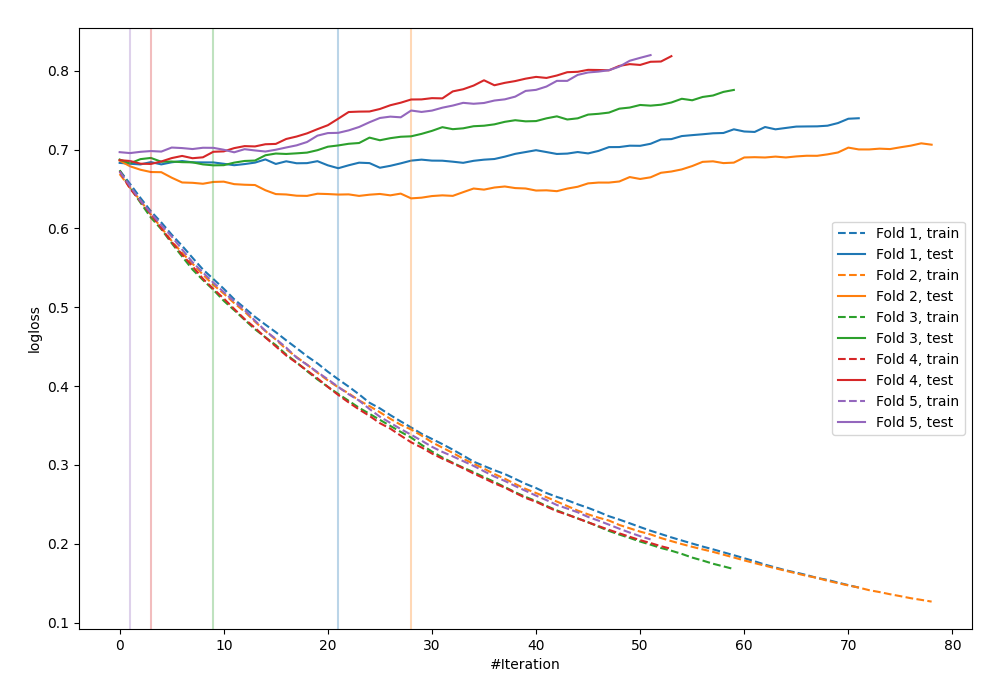 0.8
0.7
0.6
0.5
0.4
0.3
0.2
0.1
logloss
0
10
20
30
40
50
60
70
80
#Iteration
Fold 1, train
Fold 1, test
Fold 2, train
Fold 2, test
Fold 3, train
Fold 3, test
Fold 4, train
Fold 4, test
Fold 5, train
Fold 5, test